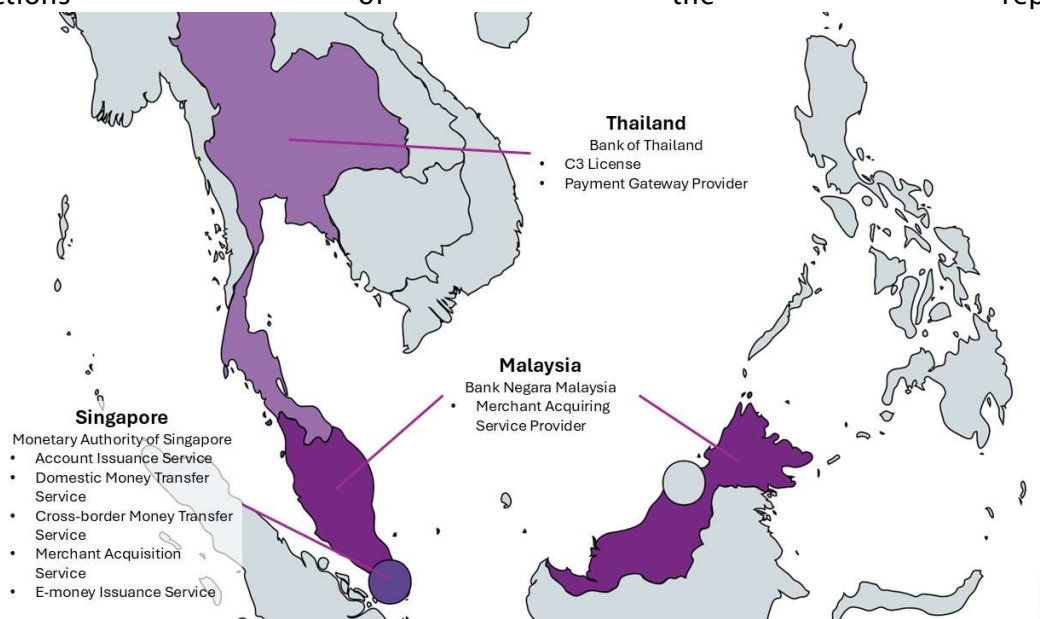 of the
Thailand
Bank of Thailand
• C3 License
• Payment Gateway Provider
Malaysia
Bank Negara Malaysia
• Merchant Acquiring
Service Provider
Singapore
Monetary Authority of Singapore
• Account Issuance Service
• Domestic Money Transfer
Service
• Cross-border Money Transfer
Service
• Merchant Acquisition
Service
• E-money Issuance Service